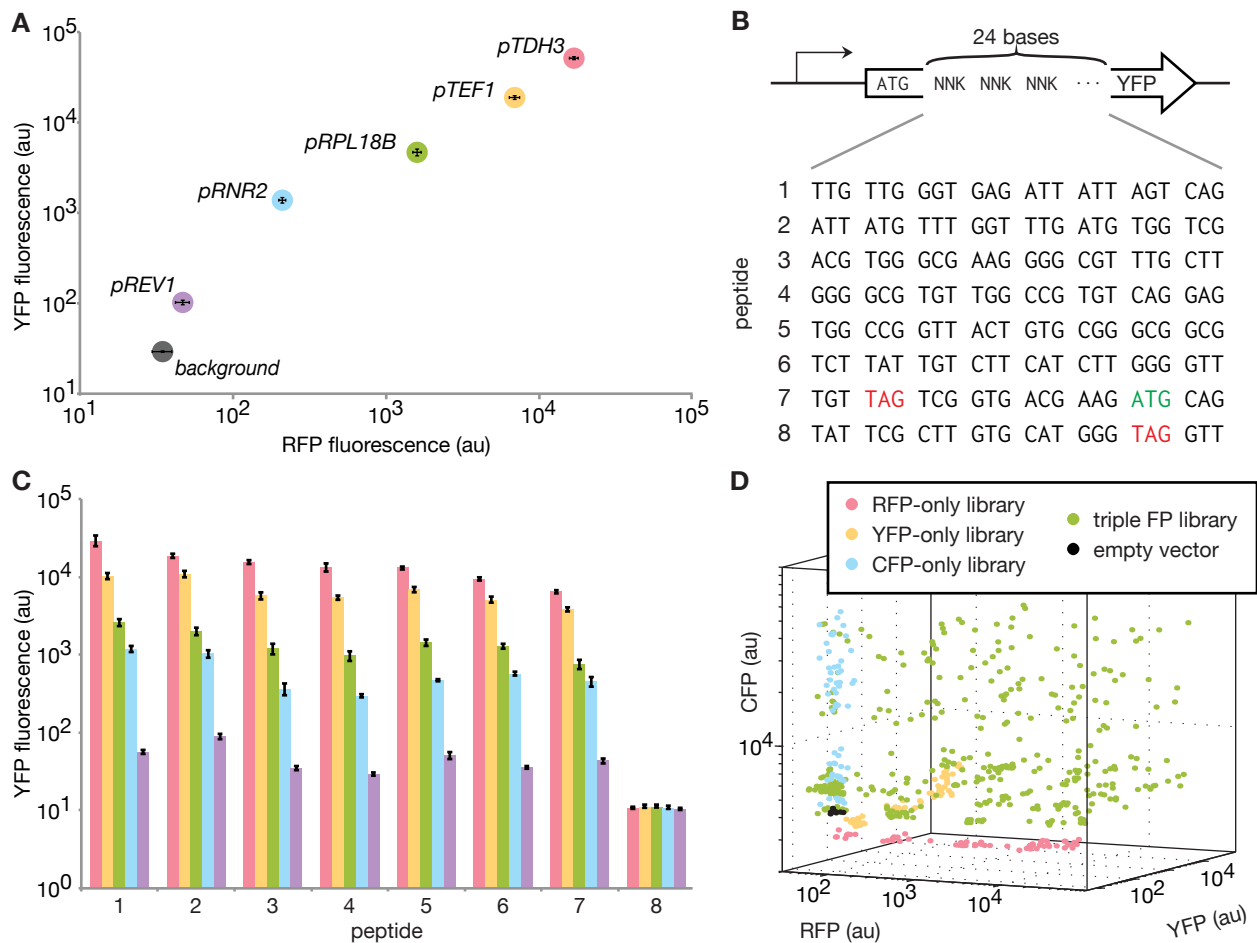 A
YFP fluorescence (au)
10^5
10^4
10^3
10^2
10^1
pTDH3
pTEF1
pRPL18B
pRNR2
pREV1
background
10^1 10^2 10^3 10^4 10^5
RFP fluorescence (au)
B
24 bases
ATG NNK NNK NNK ··· YFP
peptide
1 TTG TTG GGT GAG ATT ATT AGT CAG
2 ATT ATG TTT GGT TTG ATG TGG TCG
3 ACG TGG GCG AAG GGG CGT TTG CTT
4 GGG GCG TGT TGG CCG TGT CAG GAG
5 TGG CCG GTT ACT GTG CGG GCG GCG
6 TCT TAT TGT CTT CAT CTT GGG GTT
7 TGT TAG TCG GTG ACG AAG ATG CAG
8 TAT TCG CTT GTG CAT GGG TAG GTT
C
YFP fluorescence (au)
10^5
10^4
10^3
10^2
10^1
10^0
1 2 3 4 5 6 7 8
peptide
D
RFP-only library
YFP-only library
CFP-only library
triple FP library
empty vector
CFP (au)
10^4
10^2 10^3 10^4
RFP (au)
10^2 10^4
YFP (au)